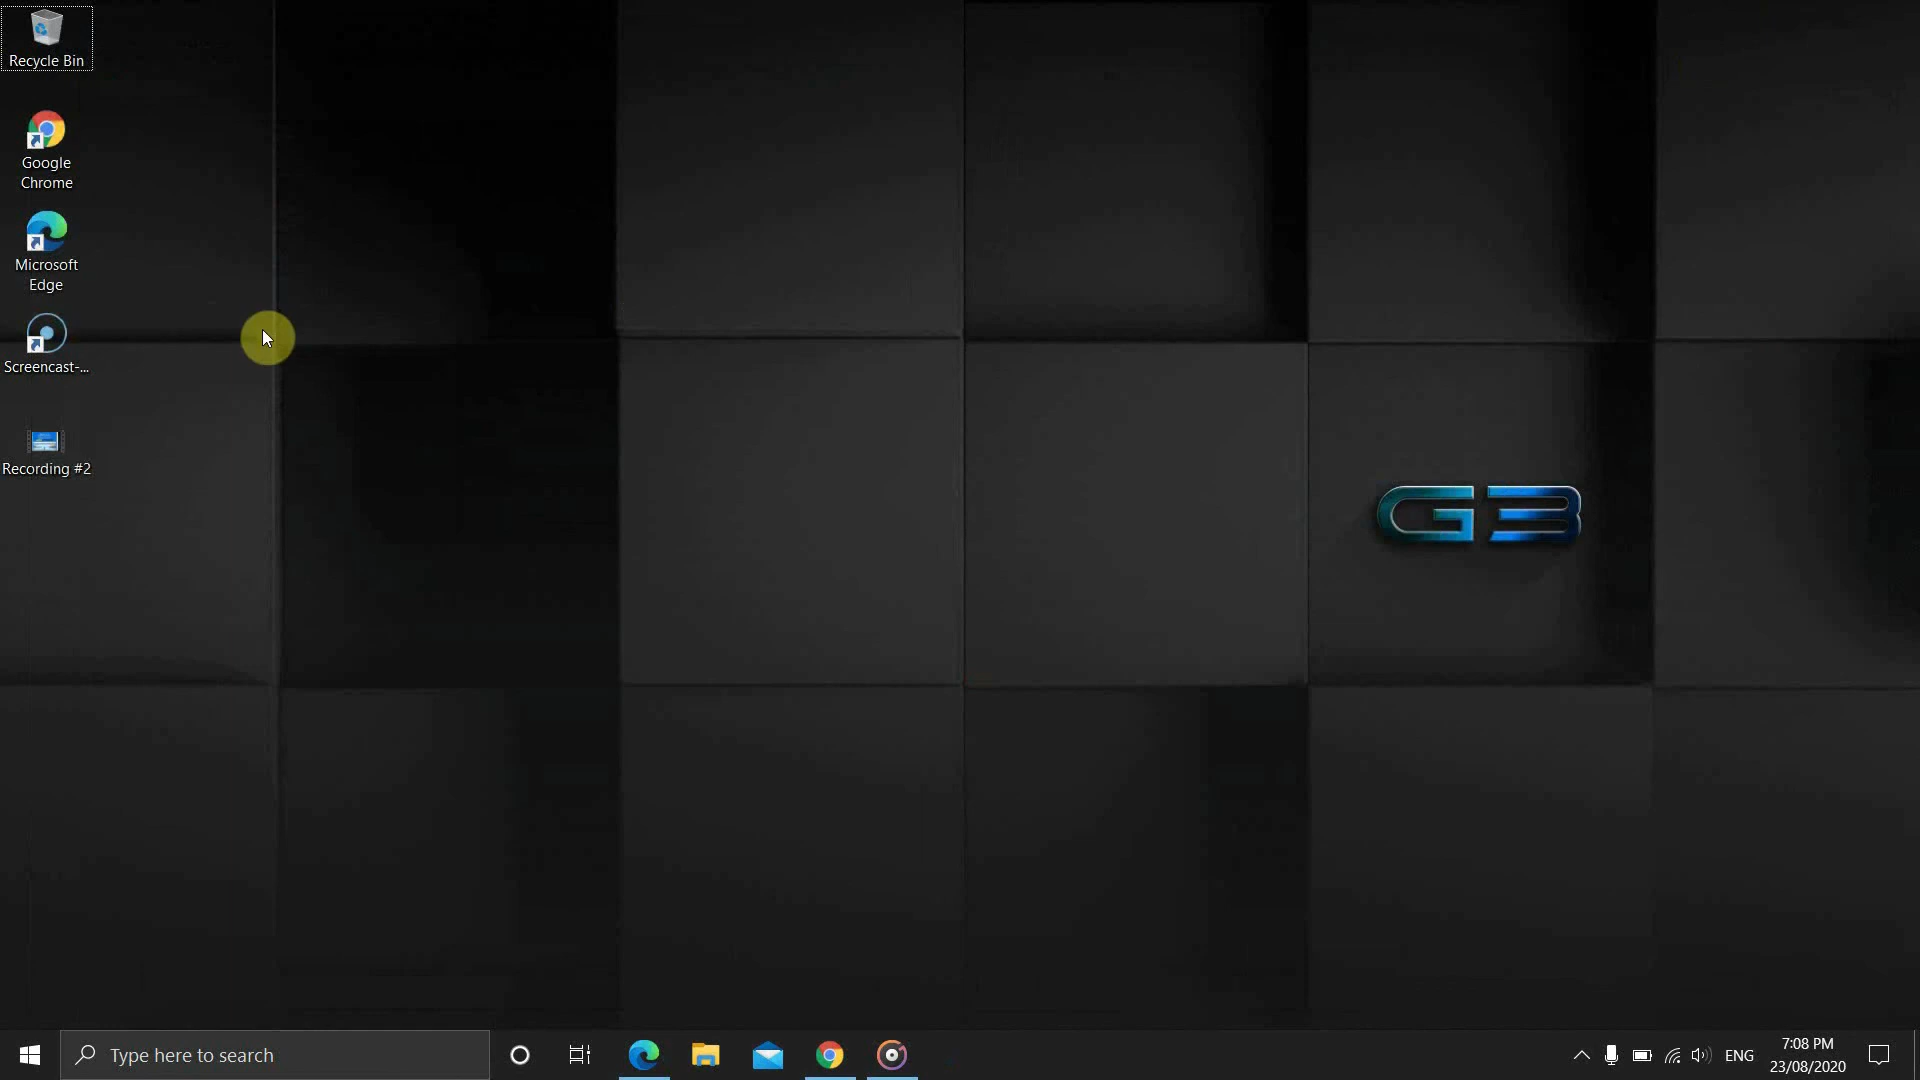 Recycle Bin
Google
Chrome
Microsoft
Edge
Screencast-...
Recording #2
G3
Type here to search
ENG
7:08 PM
23/08/2020